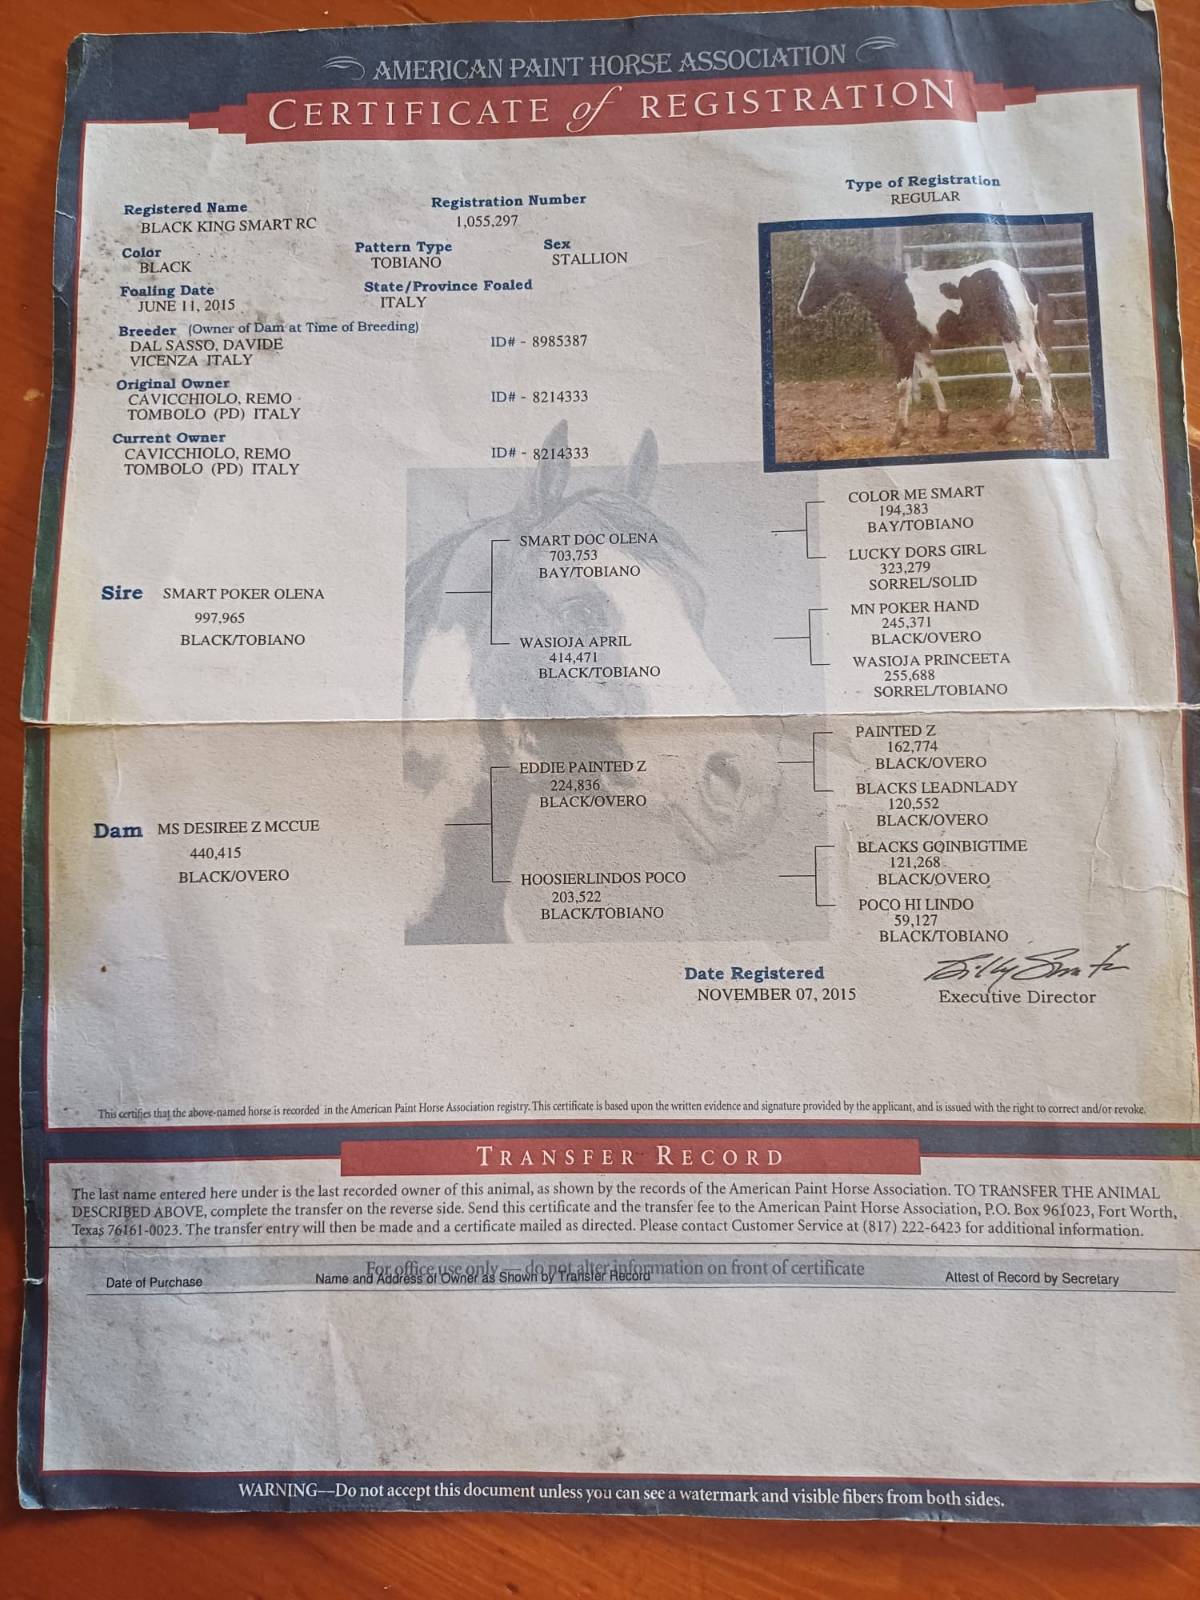 AMERICAN PAINT HORSE ASSOCIATION
CERTIFICATE of REGISTRATION
Type of Registration
REGULAR
Registered Name
BLACK KING SMART RC
Registration Number
1,055,297
Color
BLACK
Pattern Type
TOBIANO
Sex
STALLION
Foaling Date
JUNE 11, 2015
State/Province Foaled
ITALY
Breeder (Owner of Dam at Time of Breeding)
DAL SASSO, DAVIDE
VICENZA ITALY
ID# - 8985387
Original Owner
CAVICCHIOLO, REMO
TOMBOLO (PD) ITALY
ID# - 8214333
Current Owner
CAVICCHIOLO, REMO
TOMBOLO (PD) ITALY
ID# - 8214333
Sire SMART POKER OLENA
997,965
BLACK/TOBIANO
SMART DOC OLENA
703,753
BAY/TOBIANO
WASIOJA APRIL
414,471
BLACK/TOBIANO
COLOR ME SMART
194,383
BAY/TOBIANO
LUCKY DORS GIRL
323,279
SORREL/SOLID
MN POKER HAND
245,371
BLACK/OVERO
WASIOJA PRINCEETA
255,688
SORREL/TOBIANO
Dam MS DESIREE Z MCCUE
440,415
BLACK/OVERO
EDDIE PAINTED Z
224,836
BLACK/OVERO
HOOSIERLINDOS POCO
203,522
BLACK/TOBIANO
PAINTED Z
162,774
BLACK/OVERO
BLACKS LEADNLADY
120,552
BLACK/OVERO
BLACKS GOINBIGTIME
121,268
BLACK/OVERO
POCO HI LINDO
59,127
BLACK/TOBIANO
Date Registered
NOVEMBER 07, 2015
Billy Smith
Executive Director
This certifies that the above-named horse is recorded in the American Paint Horse Association registry. This certificate is based upon the written evidence and signature provided by the applicant, and is issued with the right to correct and/or revoke.
TRANSFER RECORD
The last name entered here under is the last recorded owner of this animal, as shown by the records of the American Paint Horse Association. TO TRANSFER THE ANIMAL
DESCRIBED ABOVE, complete the transfer on the reverse side. Send this certificate and the transfer fee to the American Paint Horse Association, P.O. Box 961023, Fort Worth,
Texas 76161-0023. The transfer entry will then be made and a certificate mailed as directed. Please contact Customer Service at (817) 222-6423 for additional information.
For office use only — do not alter information on front of certificate
Date of Purchase
Name and Address of Owner as Shown by Transfer Record
Attest of Record by Secretary
WARNING—Do not accept this document unless you can see a watermark and visible fibers from both sides.